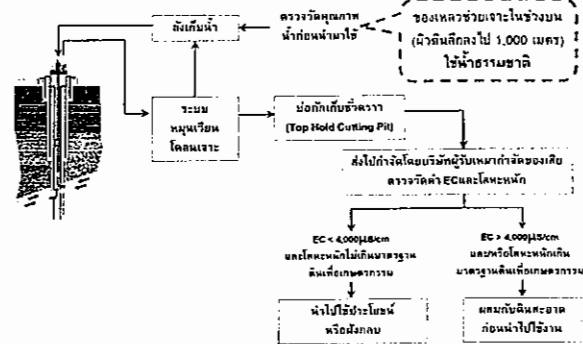 ถังเก็บน้ำ
ตรวจวัดคุณภาพ
น้ำก่อนนำมาใช้
ของเหลวช่วยเจาะในช่วงบน
(ผิวดินลึกลงไป 1,000 เมตร)
ใช้น้ำธรรมชาติ
ระบบ
หมุนเวียน
โคลนเจาะ
บ่อกักเก็บชั่วคราว
(Top Hold Cutting Pit)
ส่งไปกำจัดโดยบริษัทผู้รับเหมากำจัดของเสีย
ตรวจวัดค่า ECและโลหะหนัก
EC < 4,000µS/cm
และโลหะหนักไม่เกินมาตรฐาน
ดินเพื่อเกษตรกรรม
EC > 4,000µS/cm
และ/หรือโลหะหนักเกิน
มาตรฐานดินเพื่อเกษตรกรรม
นำไปใช้ประโยชน์
หรือฝังกลบ
ผสมกับดินสะอาด
ก่อนนำไปใช้งาน